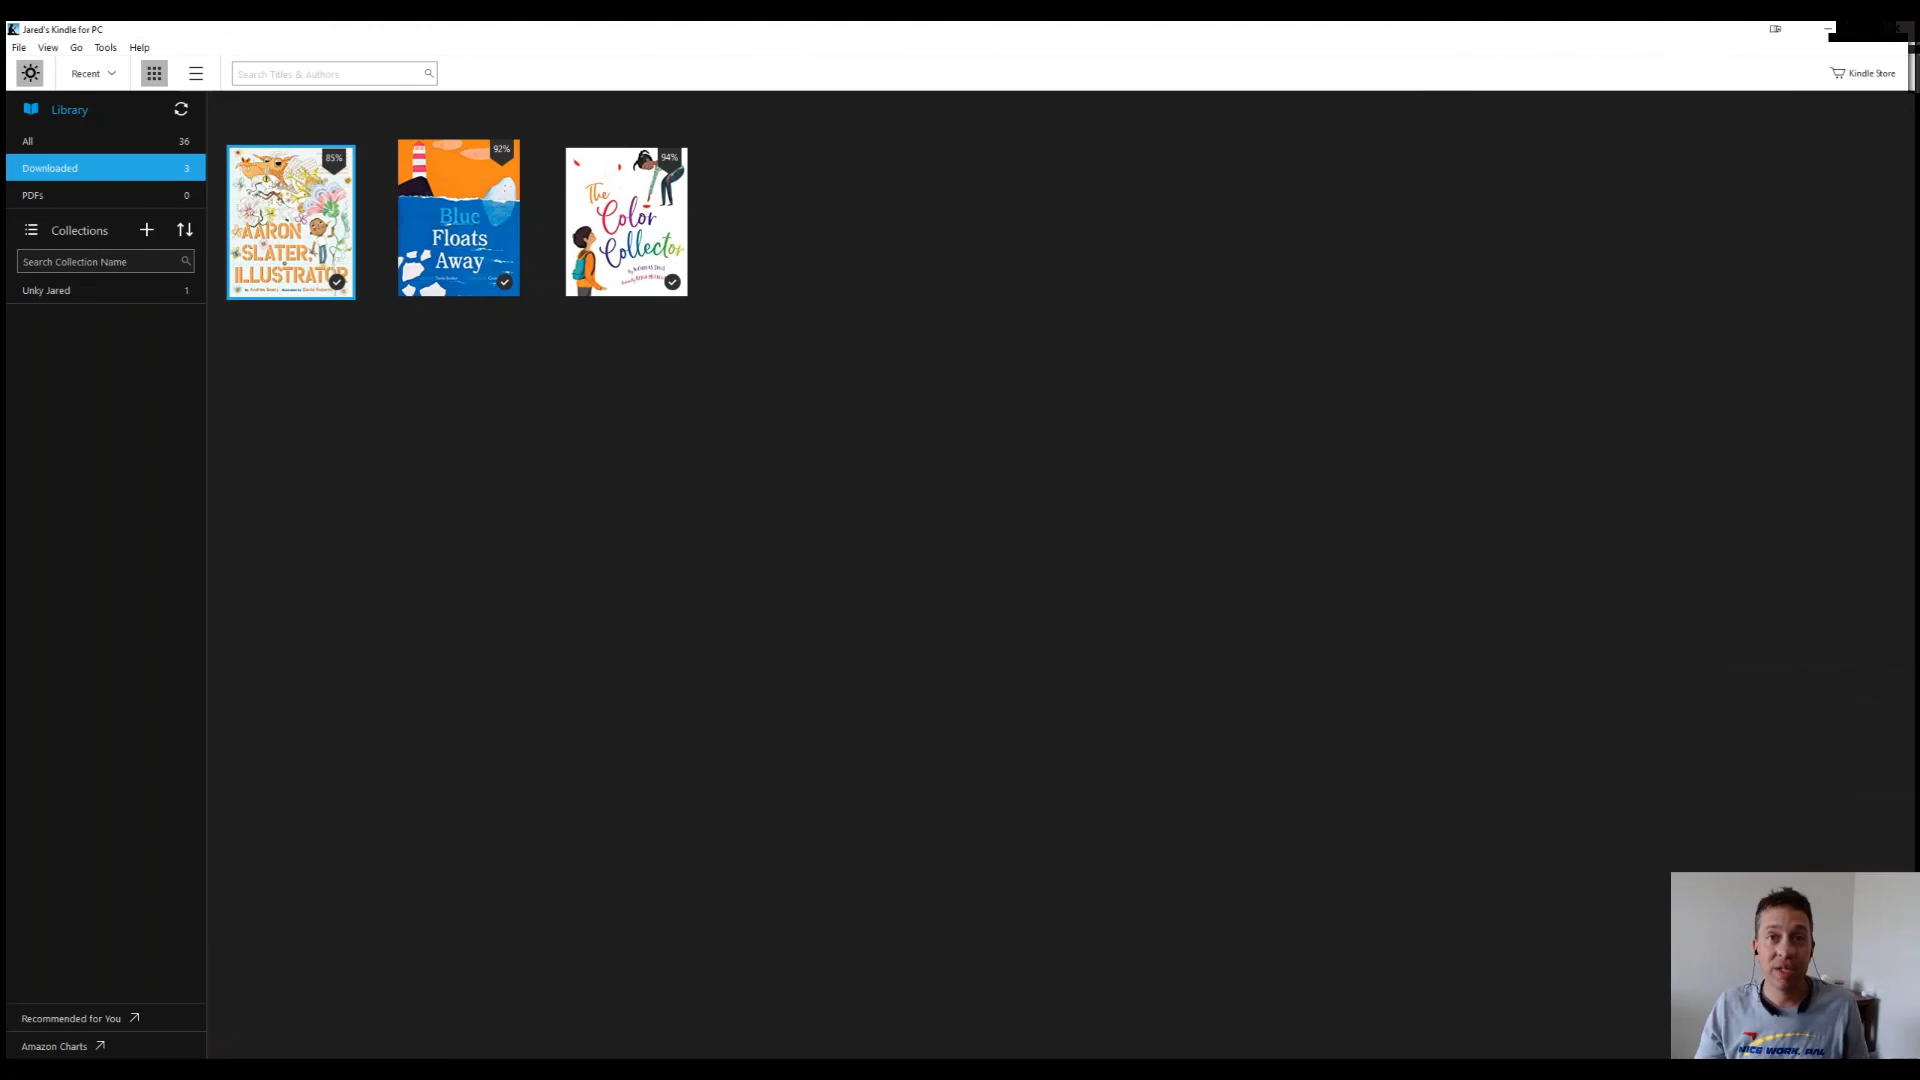 Jared's Kindle for PC
File View Go Tools Help
Recent
Search Titles & Authors
Kindle Store
Library
All 36
Downloaded 3
PDFs 0
Collections
Search Collection Name
Unky Jared 1
85%
AARON
SLATER,
ILLUSTRATOR
92%
Blue
Floats
Away
94%
The
Color
Collector
Recommended for You
Amazon Charts
NICE WORK, PAL